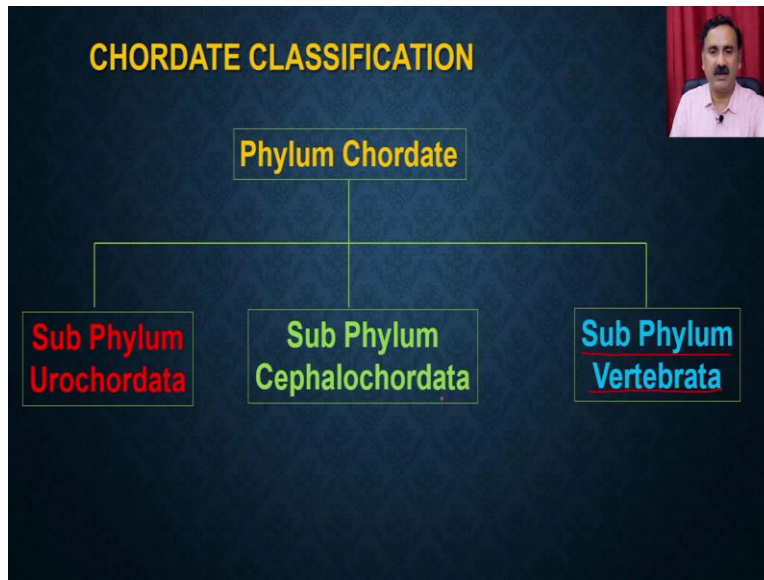 CHORDATE CLASSIFICATION
Phylum Chordate
Sub Phylum
Urochordata
Sub Phylum
Cephalochordata
Sub Phylum
Vertebrata